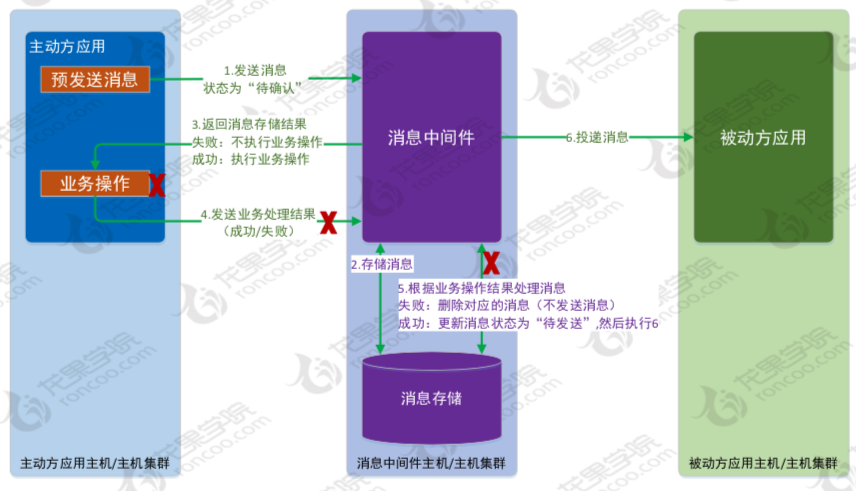 主动方应用
预发送消息
1.发送消息
状态为“待确认”
3.返回消息存储结果
失败：不执行业务操作
成功：执行业务操作
业务操作
4.发送业务处理结果
（成功/失败）
消息中间件
6.投递消息
被动方应用
2.存储消息
5.根据业务操作结果处理消息
失败：删除对应的消息（不发送消息）
成功：更新消息状态为“待发送”,然后执行6
消息存储
主动方应用主机/主机集群
消息中间件主机/主机集群
被动方应用主机/主机集群
龙果学院
roncoo.com